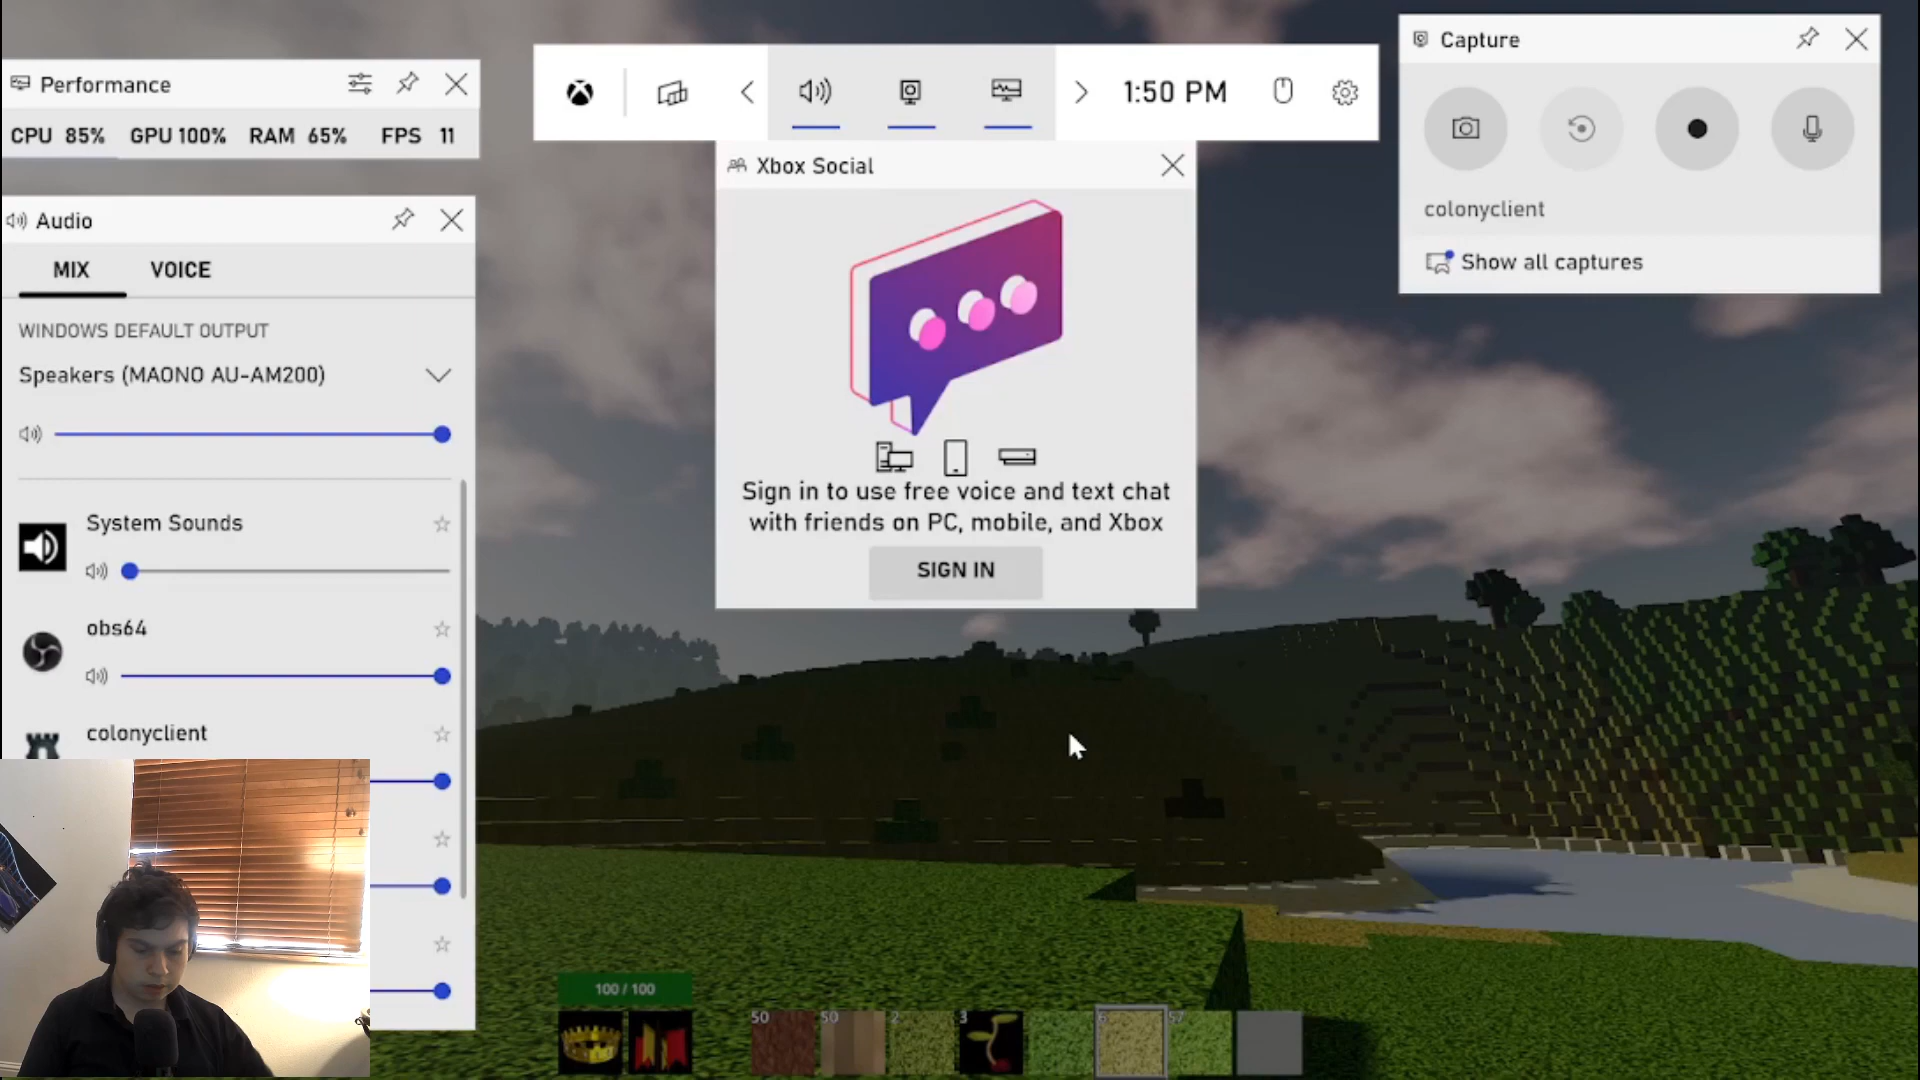 Performance
CPU 85% GPU 100% RAM 65% FPS 11
Audio
MIX VOICE
WINDOWS DEFAULT OUTPUT
Speakers (MAONO AU-AM200)
System Sounds
obs64
colonyclient
1:50 PM
Xbox Social
Sign in to use free voice and text chat
with friends on PC, mobile, and Xbox
SIGN IN
Capture
colonyclient
Show all captures
100 / 100
50 50 2 3 6 57